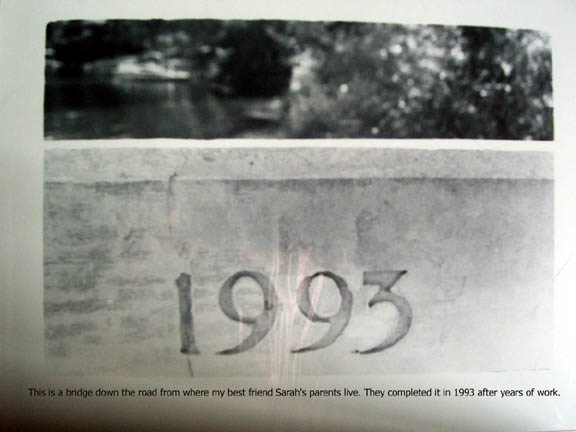 1993
This is a bridge down the road from where my best friend Sarah's parents live. They completed it in 1993 after years of work.